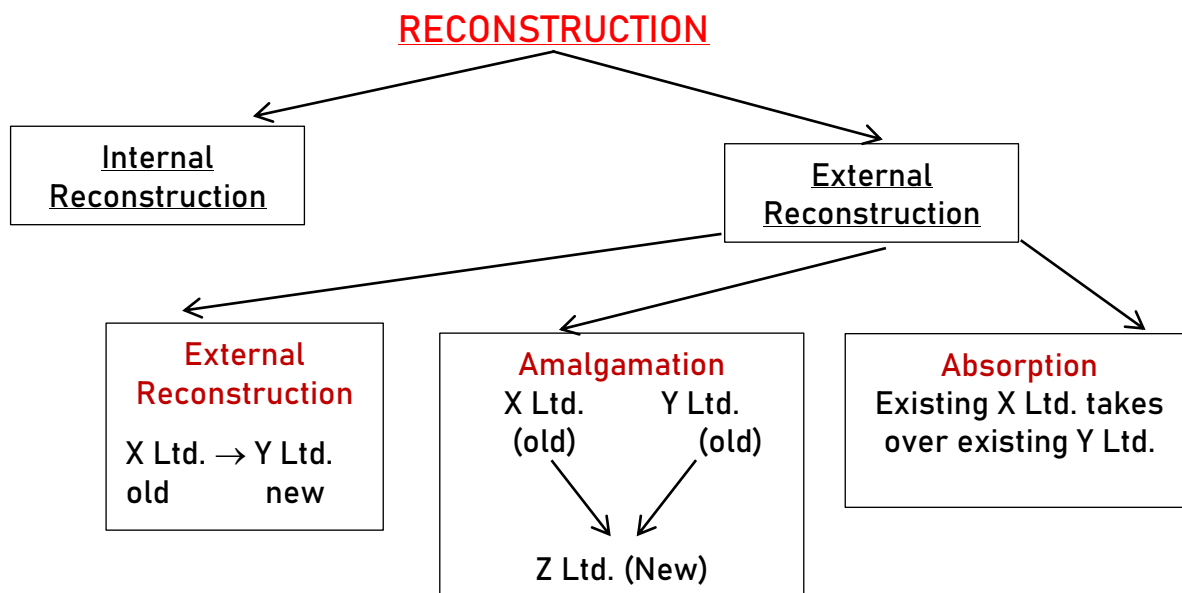 RECONSTRUCTION
Internal
Reconstruction
External
Reconstruction
External
Reconstruction
X Ltd. → Y Ltd.
old new
Amalgamation
X Ltd. Y Ltd.
(old) (old)
Z Ltd. (New)
Absorption
Existing X Ltd. takes
over existing Y Ltd.